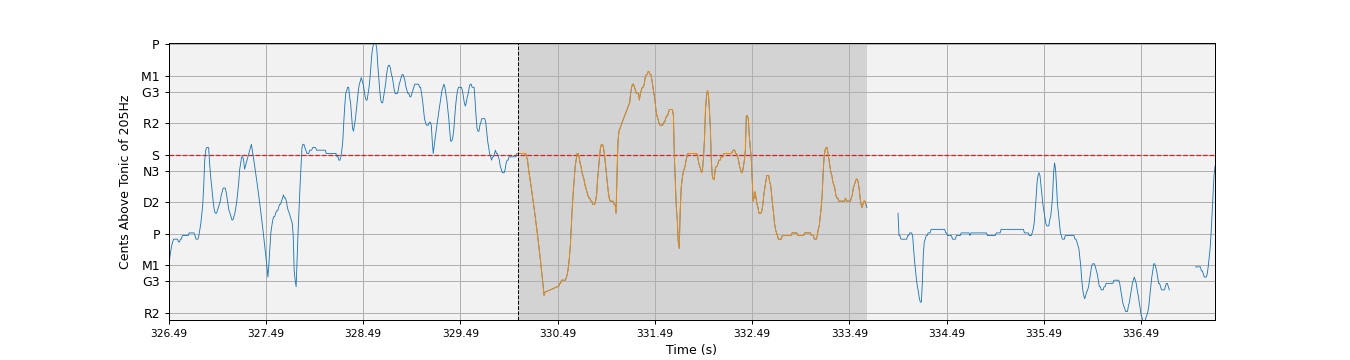 P
M1
G3
R2
S
N3
D2
P
M1
G3
R2
Cents Above Tonic of 205Hz
326.49 327.49 328.49 329.49 330.49 331.49 332.49 333.49 334.49 335.49 336.49
Time (s)